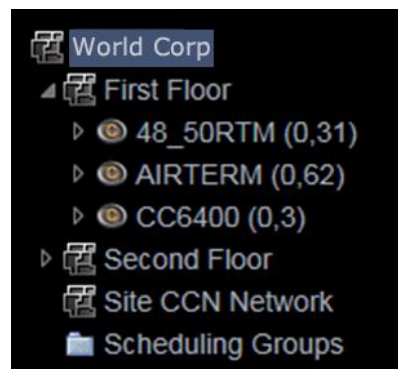 World Corp
First Floor
48_50RTM (0,31)
AIRTERM (0,62)
CC6400 (0,3)
Second Floor
Site CCN Network
Scheduling Groups